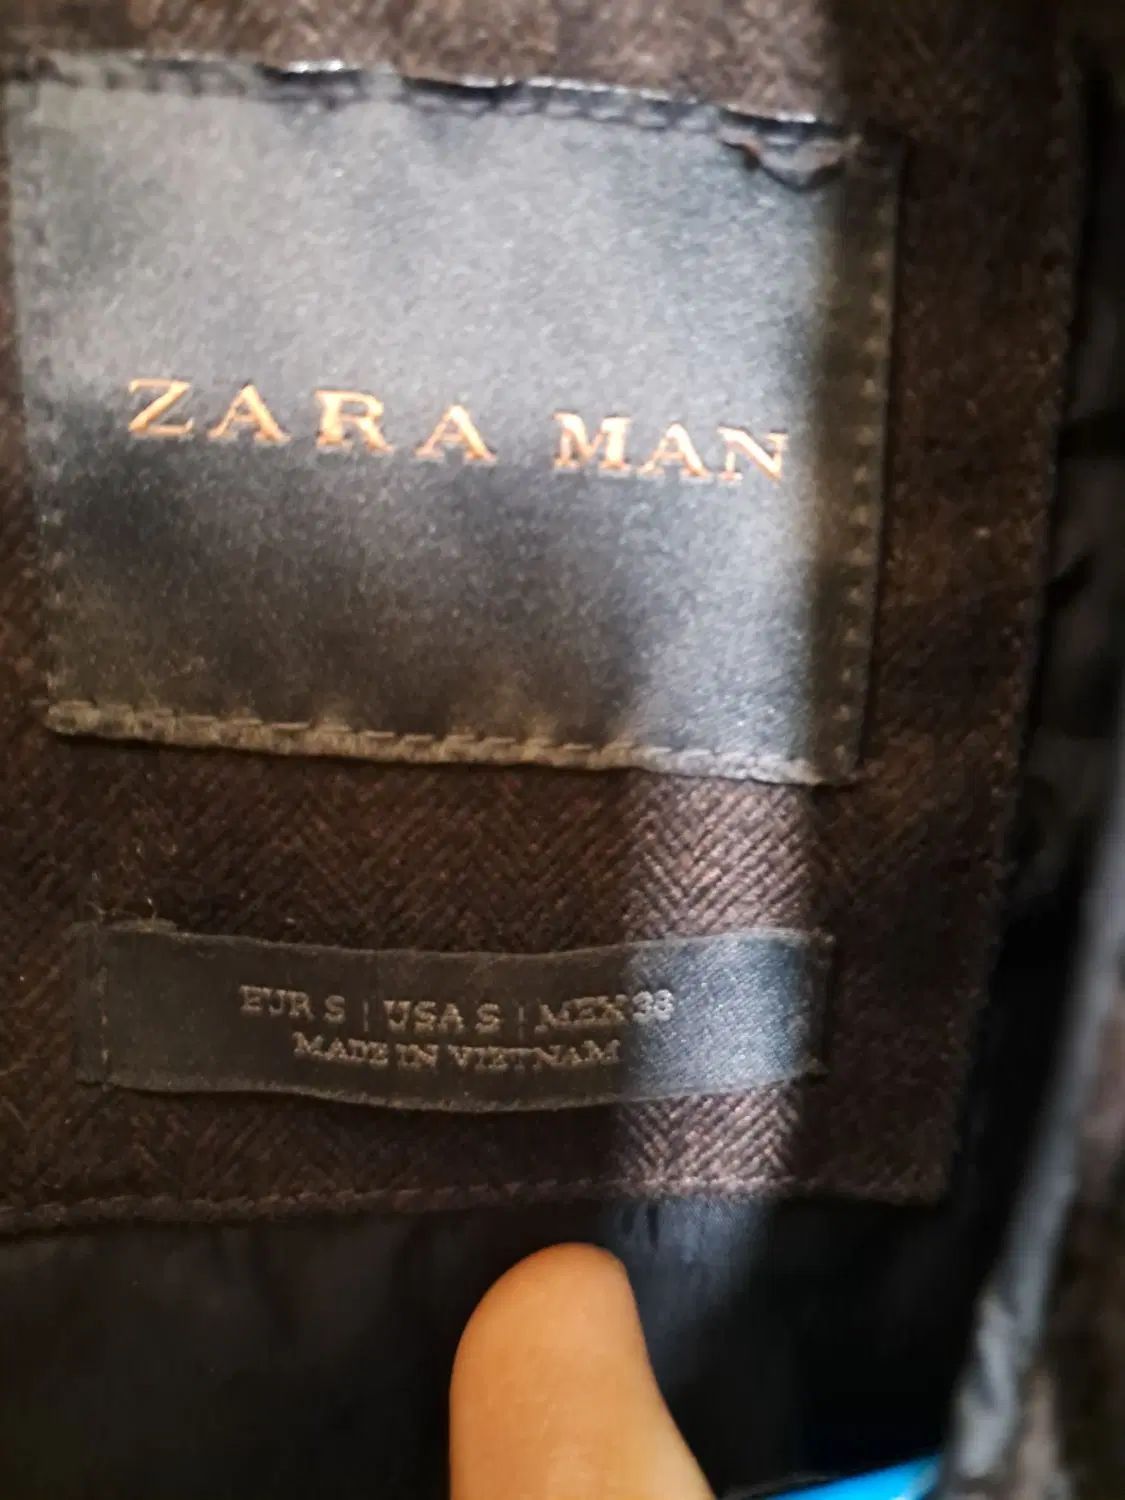 ZARA MAN
EUR S | USA S | MEX 38
MADE IN VIETNAM